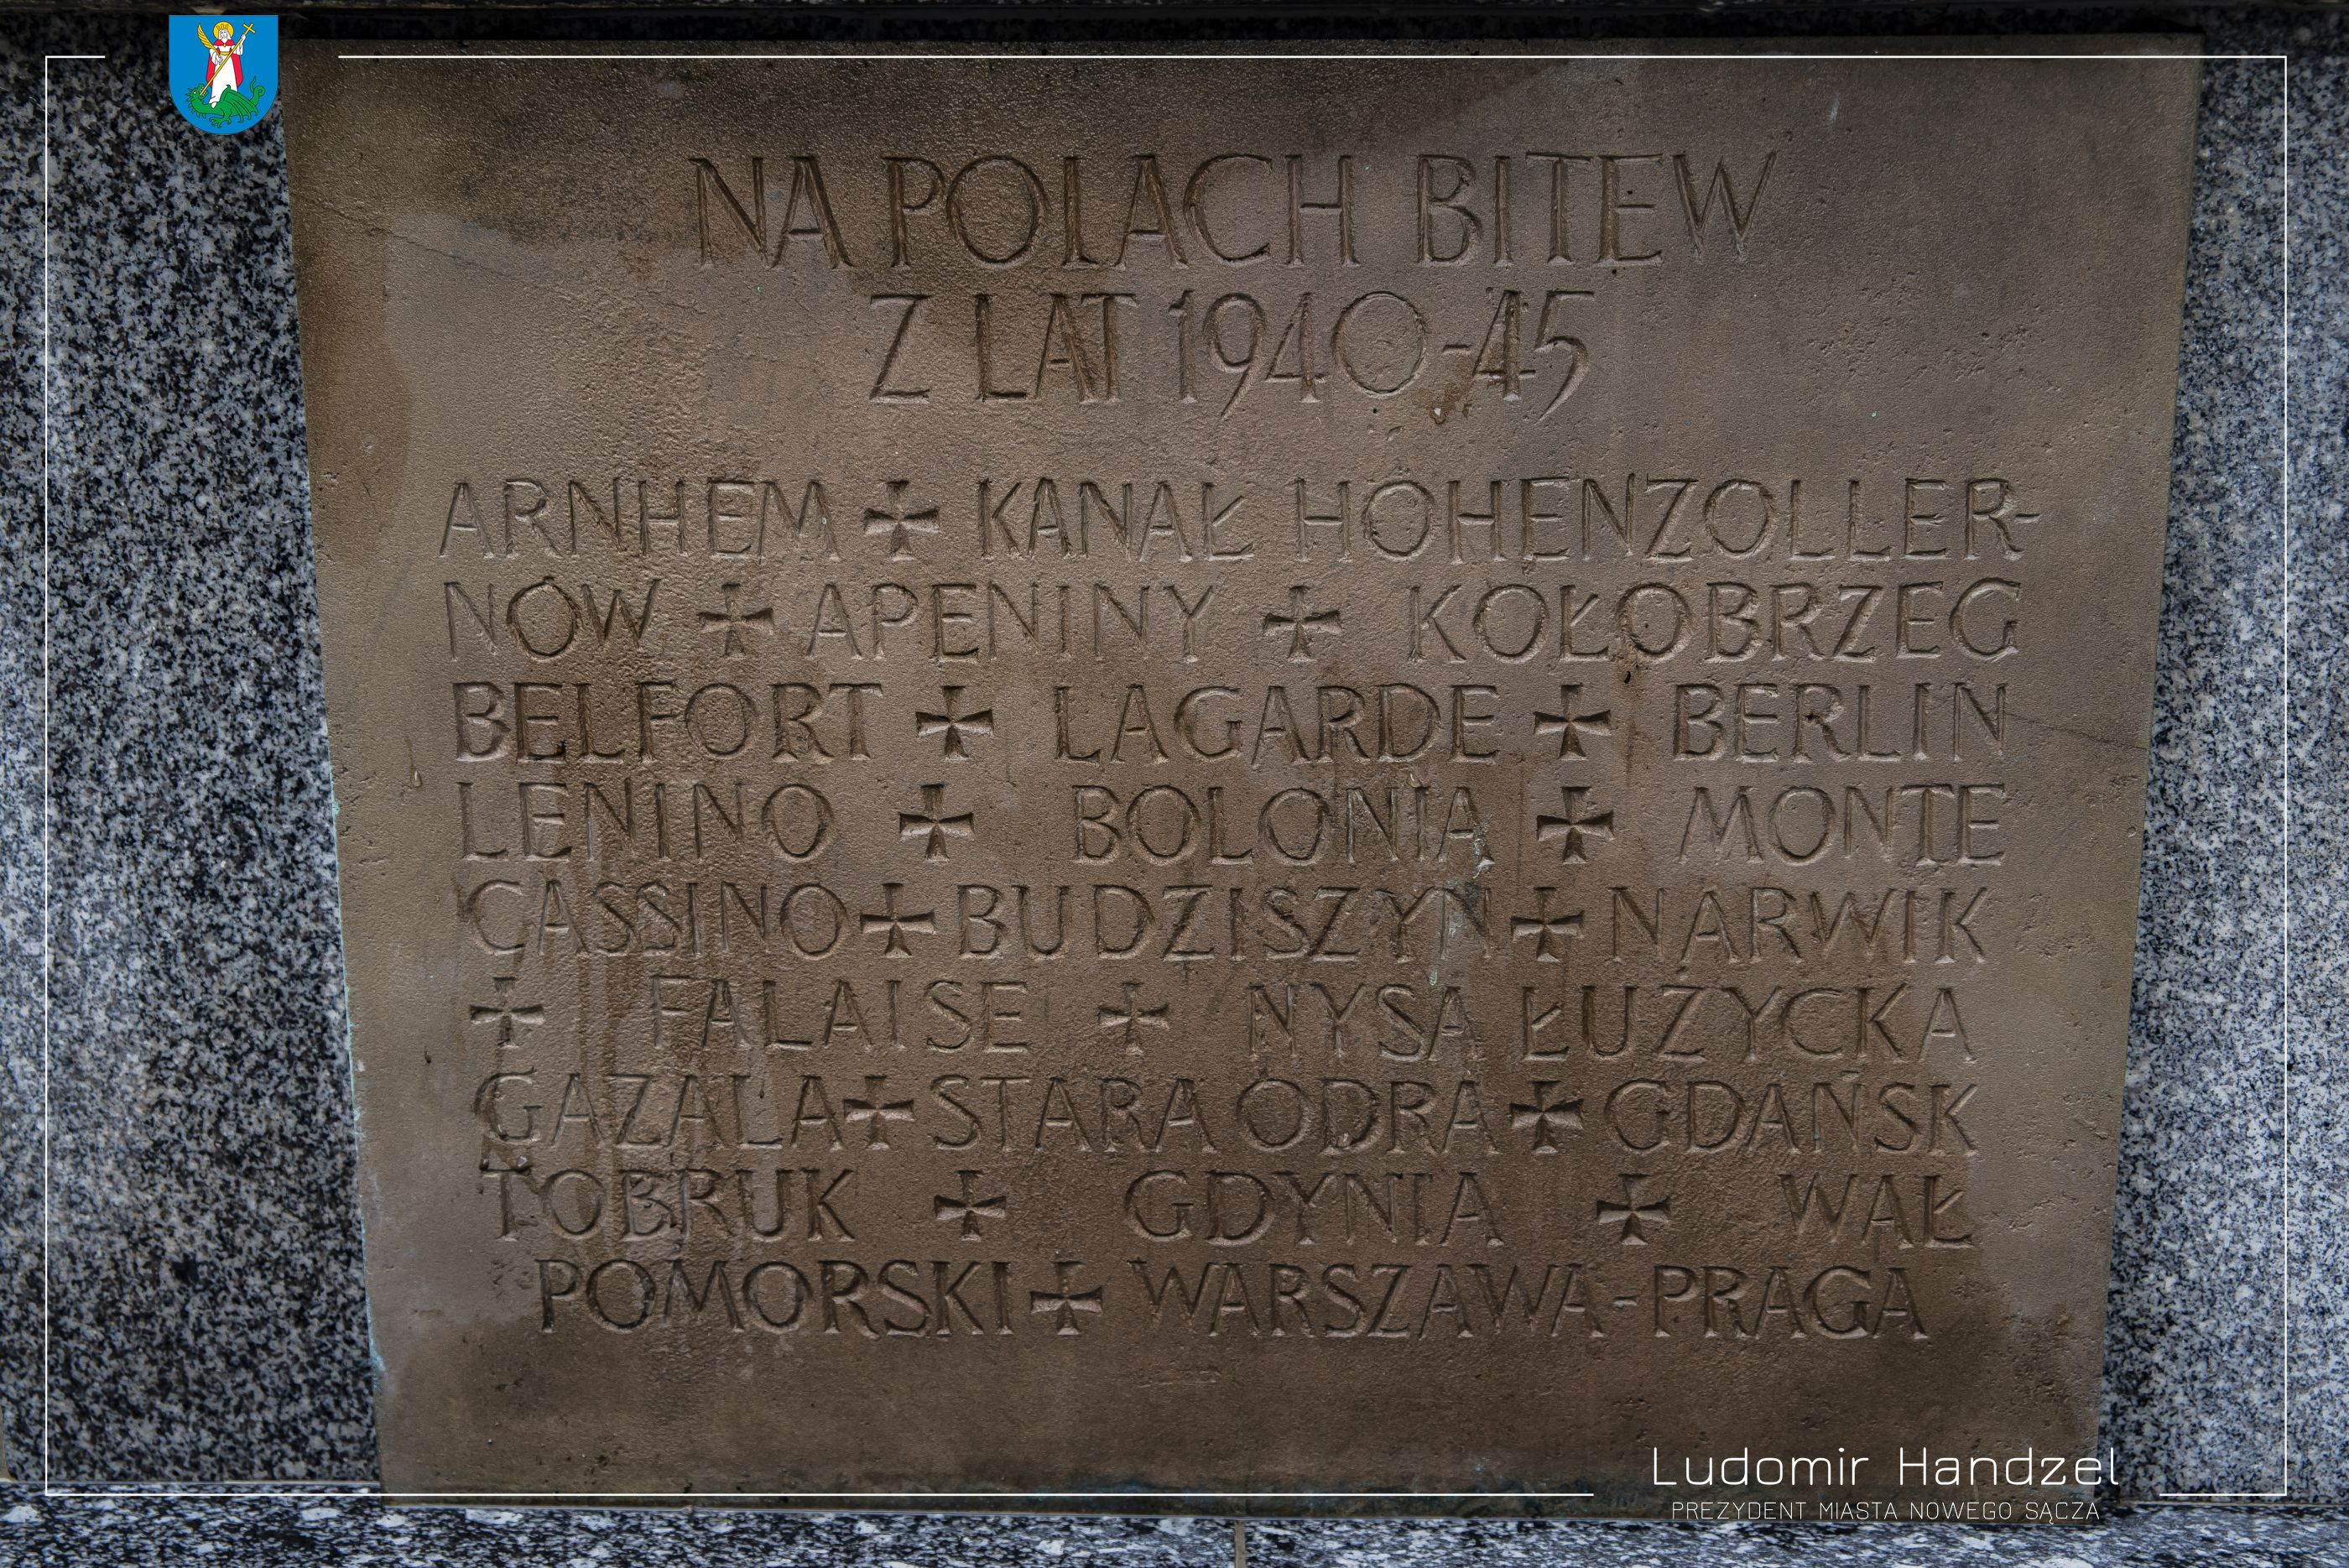 NA POLACH BITEW
Z LAT 1940-45
ARNHEM ✠ KANAŁ HOHENZOLLER-
NÓW ✠ APENINY ✠ KOŁOBRZEG
BELFORT ✠ LAGARDE ✠ BERLIN
LENINO ✠ BOLONIA ✠ MONTE
CASSINO ✠ BUDZISZYN ✠ NARWIK
✠ FALAISE ✠ NYSA ŁUŻYCKA
GAZALA ✠ STARA ODRA ✠ GDAŃSK
TOBRUK ✠ GDYNIA ✠ WAŁ
POMORSKI ✠ WARSZAWA-PRAGA
Ludomir Handzel
PREZYDENT MIASTA NOWEGO SĄCZA